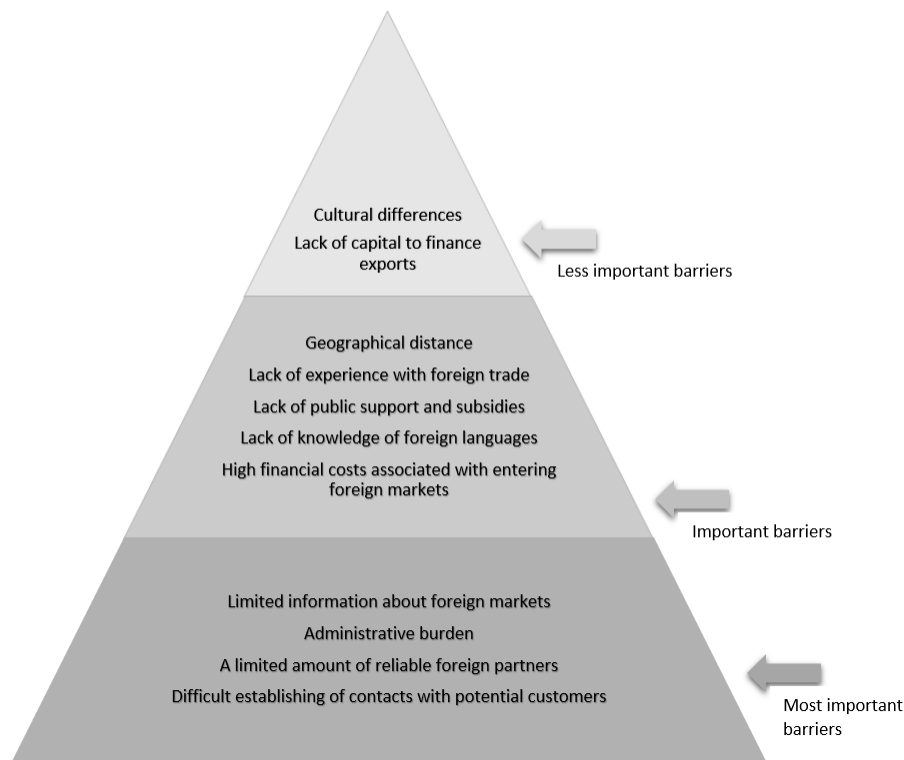 Cultural differences
Lack of capital to finance
exports
Less important barriers
Geographical distance
Lack of experience with foreign trade
Lack of public support and subsidies
Lack of knowledge of foreign languages
High financial costs associated with entering
foreign markets
Important barriers
Limited information about foreign markets
Administrative burden
A limited amount of reliable foreign partners
Difficult establishing of contacts with potential customers
Most important
barriers